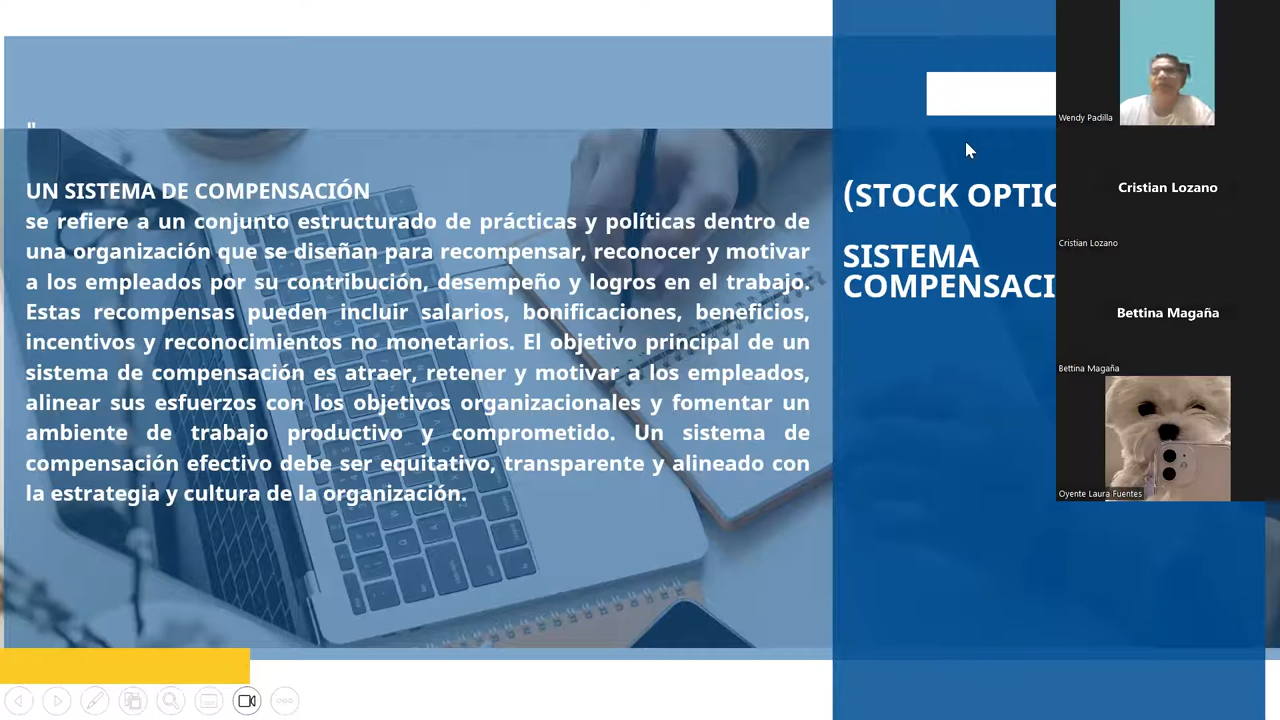 "
UN SISTEMA DE COMPENSACIÓN
se refiere a un conjunto estructurado de prácticas y políticas dentro de
una organización que se diseñan para recompensar, reconocer y motivar
a los empleados por su contribución, desempeño y logros en el trabajo.
Estas recompensas pueden incluir salarios, bonificaciones, beneficios,
incentivos y reconocimientos no monetarios. El objetivo principal de un
sistema de compensación es atraer, retener y motivar a los empleados,
alinear sus esfuerzos con los objetivos organizacionales y fomentar un
ambiente de trabajo productivo y comprometido. Un sistema de
compensación efectivo debe ser equitativo, transparente y alineado con
la estrategia y cultura de la organización.
(STOCK OPTIO
SISTEMA
COMPENSACI
Wendy Padilla
Cristian Lozano
Cristian Lozano
Bettina Magaña
Bettina Magaña
Oyente Laura Fuentes